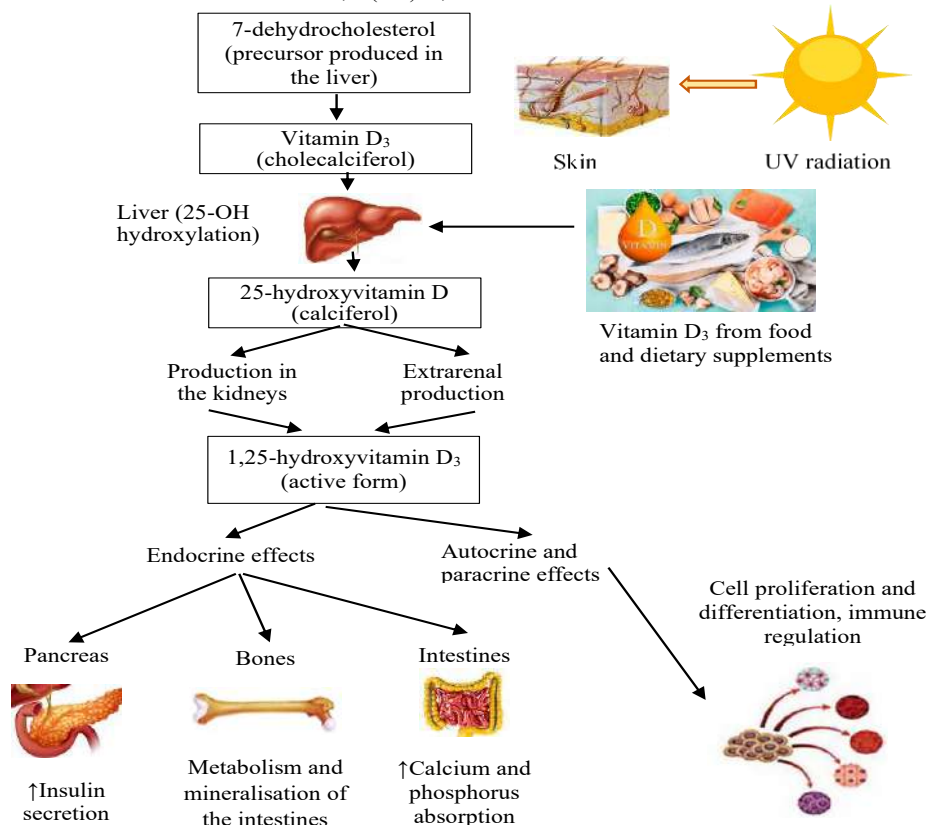 7-dehydrocholesterol
(precursor produced in
the liver)
Skin
UV radiation
Vitamin D₃
(cholecalciferol)
Liver (25-OH
hydroxylation)
D
VITAMIN
25-hydroxyvitamin D
(calciferol)
Vitamin D₃ from food
and dietary supplements
Production in
the kidneys
Extrarenal
production
1,25-hydroxyvitamin D₃
(active form)
Endocrine effects
Autocrine and
paracrine effects
Cell proliferation and
differentiation, immune
regulation
Pancreas
Bones
Intestines
↑Insulin
secretion
Metabolism and
mineralisation of
the intestines
↑Calcium and
phosphorus
absorption